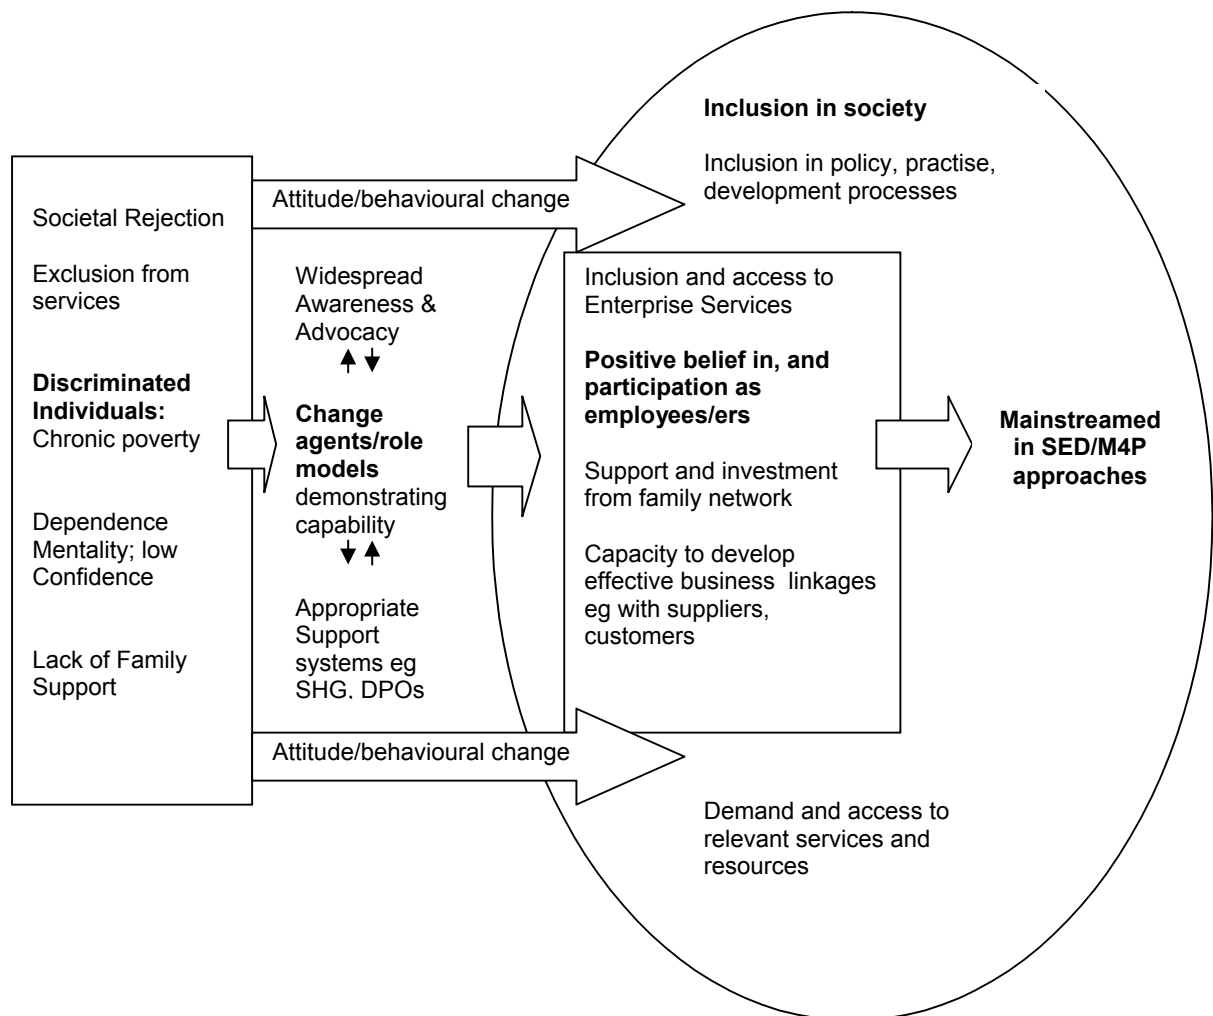 Societal Rejection
Exclusion from
services
Discriminated
Individuals:
Chronic poverty
Dependence
Mentality; low
Confidence
Lack of Family
Support
Attitude/behavioural change
Widespread
Awareness &
Advocacy
Change
agents/role
models
demonstrating
capability
Appropriate
Support
systems eg
SHG, DPOs
Attitude/behavioural change
Inclusion in society
Inclusion in policy, practise,
development processes
Inclusion and access to
Enterprise Services
Positive belief in, and
participation as
employees/ers
Support and investment
from family network
Capacity to develop
effective business  linkages
eg with suppliers,
customers
Demand and access to
relevant services and
resources
Mainstreamed
in SED/M4P
approaches